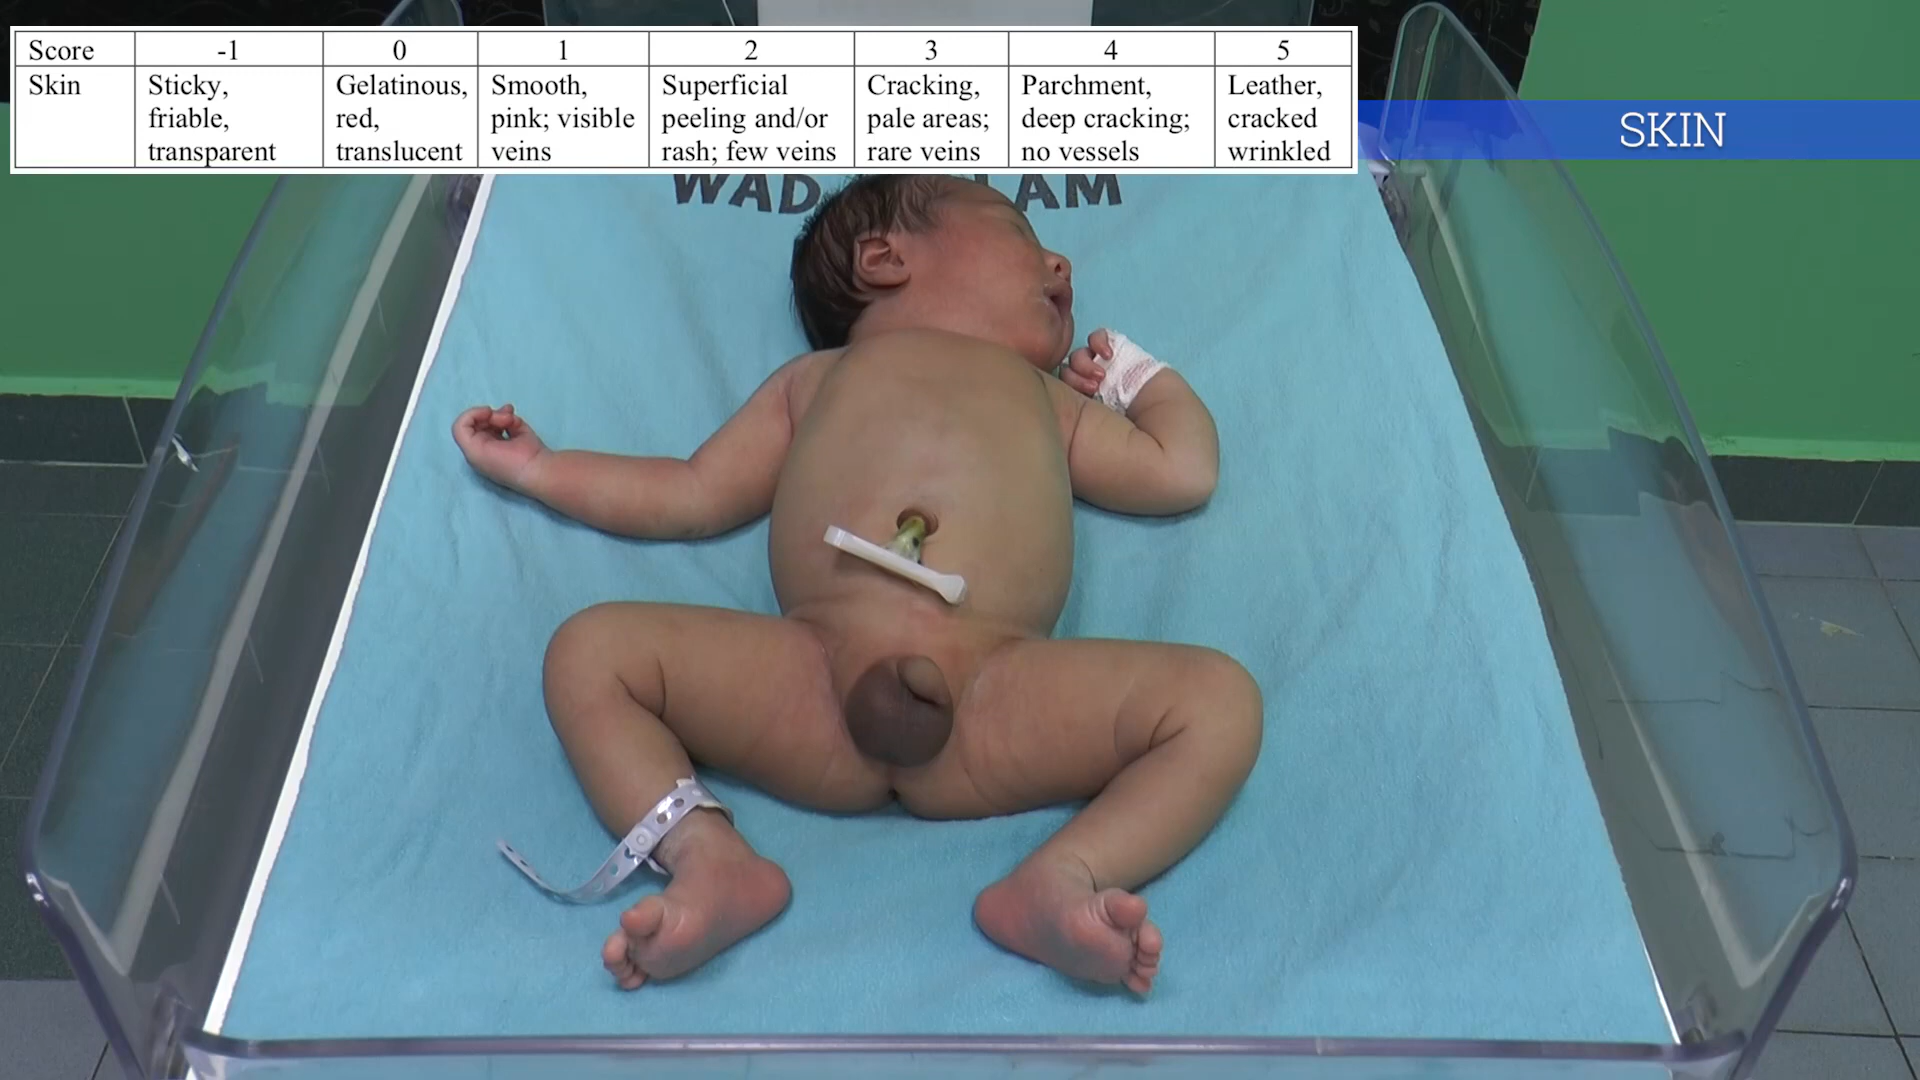 Score -1 0 1 2 3 4 5
Skin Sticky, Gelatinous, Smooth, Superficial Cracking, Parchment, Leather,
friable, red, pink; visible peeling and/or pale areas; deep cracking; cracked
transparent translucent veins rash; few veins rare veins no vessels wrinkled
SKIN
WAD LAM